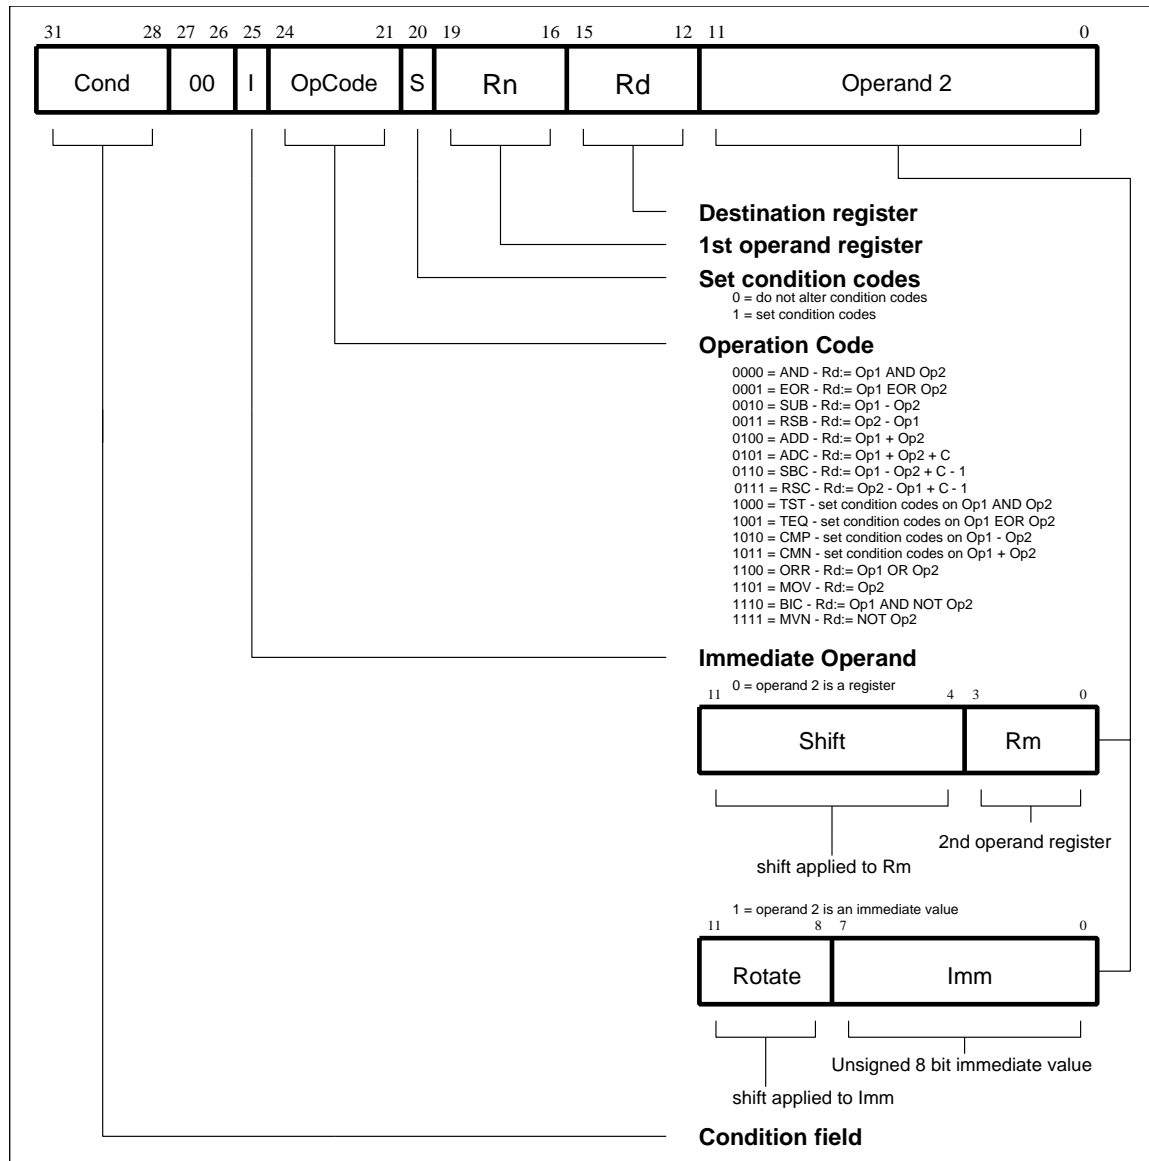 31 28 27 26 25 24 21 20 19 16 15 12 11 0
Cond 00 I OpCode S Rn Rd Operand 2
Destination register
1st operand register
Set condition codes
0 = do not alter condition codes
1 = set condition codes
Operation Code
0000 = AND - Rd:= Op1 AND Op2
0001 = EOR - Rd:= Op1 EOR Op2
0010 = SUB - Rd:= Op1 - Op2
0011 = RSB - Rd:= Op2 - Op1
0100 = ADD - Rd:= Op1 + Op2
0101 = ADC - Rd:= Op1 + Op2 + C
0110 = SBC - Rd:= Op1 - Op2 + C - 1
0111 = RSC - Rd:= Op2 - Op1 + C - 1
1000 = TST - set condition codes on Op1 AND Op2
1001 = TEQ - set condition codes on Op1 EOR Op2
1010 = CMP - set condition codes on Op1 - Op2
1011 = CMN - set condition codes on Op1 + Op2
1100 = ORR - Rd:= Op1 OR Op2
1101 = MOV - Rd:= Op2
1110 = BIC - Rd:= Op1 AND NOT Op2
1111 = MVN - Rd:= NOT Op2
Immediate Operand
0 = operand 2 is a register
11 4 3 0
Shift Rm
2nd operand register
shift applied to Rm
1 = operand 2 is an immediate value
11 8 7 0
Rotate Imm
Unsigned 8 bit immediate value
shift applied to Imm
Condition field